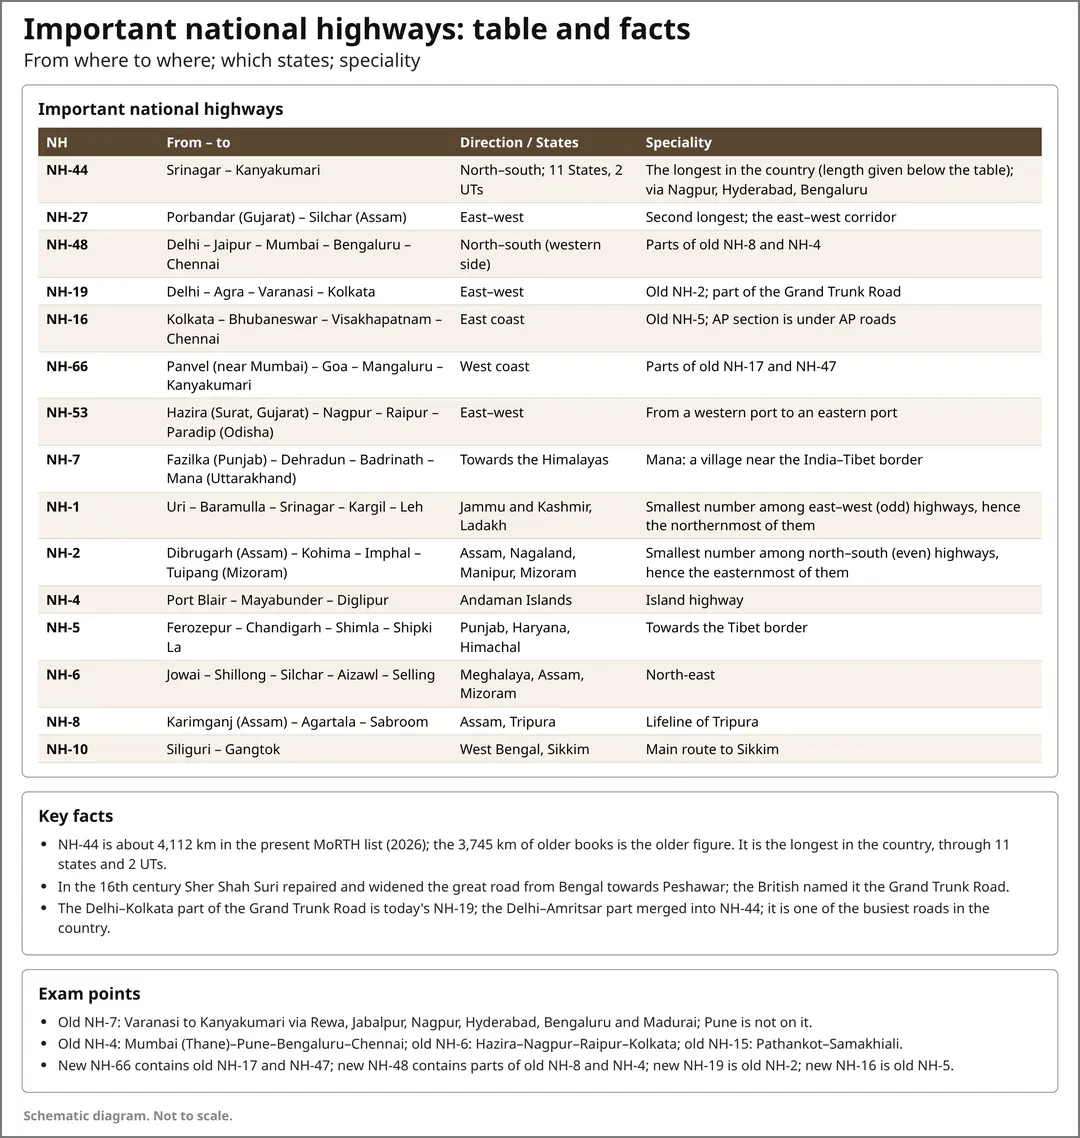 Important national highways: table and facts
From where to where; which states; speciality
Important national highways
NH From – to Direction / States Speciality
NH-44 Srinagar – Kanyakumari North–south; 11 States, 2 UTs The longest in the country (length given below the table); via Nagpur, Hyderabad, Bengaluru
NH-27 Porbandar (Gujarat) – Silchar (Assam) East–west Second longest; the east–west corridor
NH-48 Delhi – Jaipur – Mumbai – Bengaluru – Chennai North–south (western side) Parts of old NH-8 and NH-4
NH-19 Delhi – Agra – Varanasi – Kolkata East–west Old NH-2; part of the Grand Trunk Road
NH-16 Kolkata – Bhubaneswar – Visakhapatnam – Chennai East coast Old NH-5; AP section is under AP roads
NH-66 Panvel (near Mumbai) – Goa – Mangaluru – Kanyakumari West coast Parts of old NH-17 and NH-47
NH-53 Hazira (Surat, Gujarat) – Nagpur – Raipur – Paradip (Odisha) East–west From a western port to an eastern port
NH-7 Fazilka (Punjab) – Dehradun – Badrinath – Mana (Uttarakhand) Towards the Himalayas Mana: a village near the India–Tibet border
NH-1 Uri – Baramulla – Srinagar – Kargil – Leh Jammu and Kashmir, Ladakh Smallest number among east–west (odd) highways, hence the northernmost of them
NH-2 Dibrugarh (Assam) – Kohima – Imphal – Tuipang (Mizoram) Assam, Nagaland, Manipur, Mizoram Smallest number among north–south (even) highways, hence the easternmost of them
NH-4 Port Blair – Mayabunder – Diglipur Andaman Islands Island highway
NH-5 Ferozepur – Chandigarh – Shimla – Shipki La Punjab, Haryana, Himachal Towards the Tibet border
NH-6 Jowai – Shillong – Silchar – Aizawl – Selling Meghalaya, Assam, Mizoram North-east
NH-8 Karimganj (Assam) – Agartala – Sabroom Assam, Tripura Lifeline of Tripura
NH-10 Siliguri – Gangtok West Bengal, Sikkim Main route to Sikkim
Key facts
• NH-44 is about 4,112 km in the present MoRTH list (2026); the 3,745 km of older books is the older figure. It is the longest in the country, through 11
states and 2 UTs.
• In the 16th century Sher Shah Suri repaired and widened the great road from Bengal towards Peshawar; the British named it the Grand Trunk Road.
• The Delhi–Kolkata part of the Grand Trunk Road is today's NH-19; the Delhi–Amritsar part merged into NH-44; it is one of the busiest roads in the
country.
Exam points
• Old NH-7: Varanasi to Kanyakumari via Rewa, Jabalpur, Nagpur, Hyderabad, Bengaluru and Madurai; Pune is not on it.
• Old NH-4: Mumbai (Thane)–Pune–Bengaluru–Chennai; old NH-6: Hazira–Nagpur–Raipur–Kolkata; old NH-15: Pathankot–Samakhiali.
• New NH-66 contains old NH-17 and NH-47; new NH-48 contains parts of old NH-8 and NH-4; new NH-19 is old NH-2; new NH-16 is old NH-5.
Schematic diagram. Not to scale.